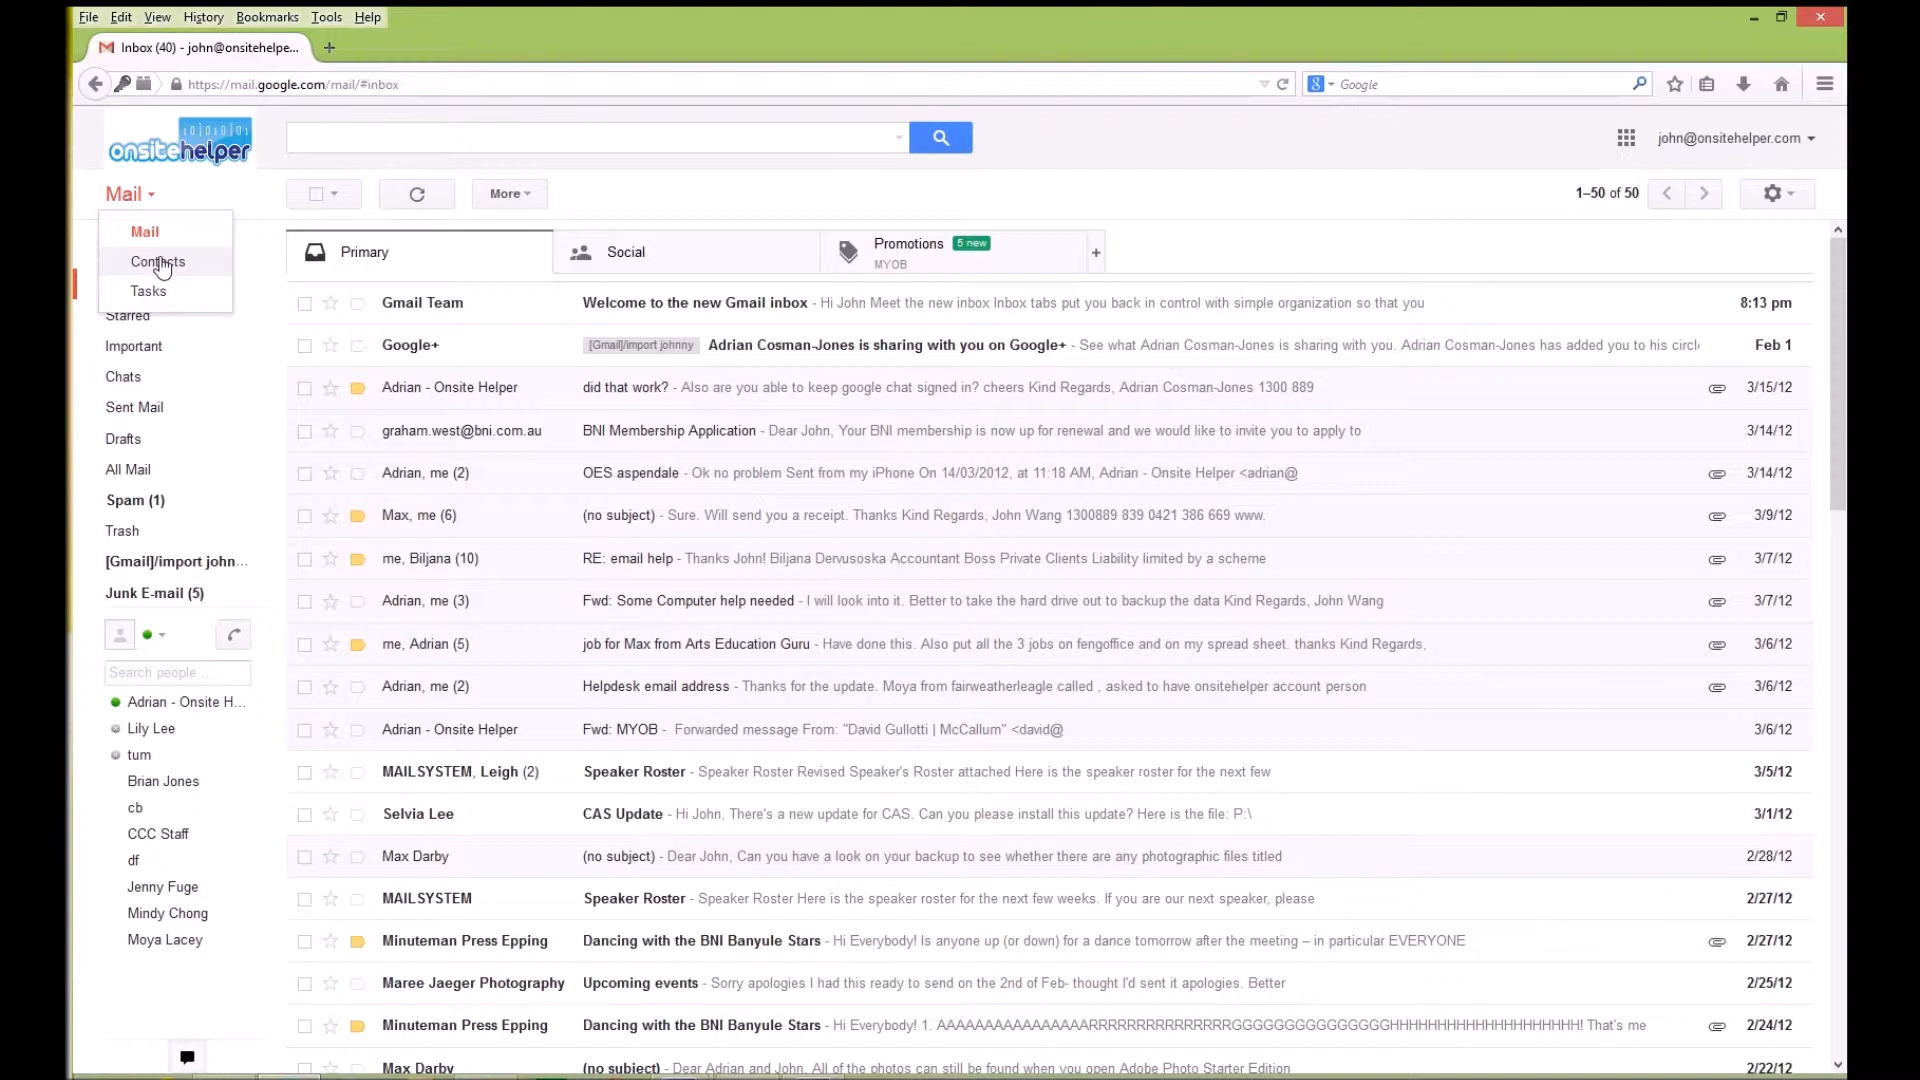 File Edit View History Bookmarks Tools Help
Inbox (40) - john@onsitehelpe...
https://mail.google.com/mail/#inbox
Google
onsitehelper
john@onsitehelper.com
Mail
More
1–50 of 50
Mail
Contacts
Tasks
Starred
Important
Chats
Sent Mail
Drafts
All Mail
Spam (1)
Trash
[Gmail]/import john...
Junk E-mail (5)
Search people ...
Adrian - Onsite H...
Lily Lee
tum
Brian Jones
cb
CCC Staff
df
Jenny Fuge
Mindy Chong
Moya Lacey
Primary
Social
Promotions 5 new
MYOB
Gmail Team Welcome to the new Gmail inbox - Hi John Meet the new inbox Inbox tabs put you back in control with simple organization so that you 8:13 pm
Google+ [Gmail]/import johnny Adrian Cosman-Jones is sharing with you on Google+ - See what Adrian Cosman-Jones is sharing with you. Adrian Cosman-Jones has added you to his circl Feb 1
Adrian - Onsite Helper did that work? - Also are you able to keep google chat signed in? cheers Kind Regards, Adrian Cosman-Jones 1300 889 3/15/12
graham.west@bni.com.au BNI Membership Application - Dear John, Your BNI membership is now up for renewal and we would like to invite you to apply to 3/14/12
Adrian, me (2) OES aspendale - Ok no problem Sent from my iPhone On 14/03/2012, at 11:18 AM, Adrian - Onsite Helper <adrian@ 3/14/12
Max, me (6) (no subject) - Sure. Will send you a receipt. Thanks Kind Regards, John Wang 1300889 839 0421 386 669 www. 3/9/12
me, Biljana (10) RE: email help - Thanks John! Biljana Dervusoska Accountant Boss Private Clients Liability limited by a scheme 3/7/12
Adrian, me (3) Fwd: Some Computer help needed - I will look into it. Better to take the hard drive out to backup the data Kind Regards, John Wang 3/7/12
me, Adrian (5) job for Max from Arts Education Guru - Have done this. Also put all the 3 jobs on fengoffice and on my spread sheet. thanks Kind Regards, 3/6/12
Adrian, me (2) Helpdesk email address - Thanks for the update. Moya from fairweatherleagle called , asked to have onsitehelper account person 3/6/12
Adrian - Onsite Helper Fwd: MYOB - Forwarded message From: "David Gullotti | McCallum" <david@ 3/6/12
MAILSYSTEM, Leigh (2) Speaker Roster - Speaker Roster Revised Speaker's Roster attached Here is the speaker roster for the next few 3/5/12
Selvia Lee CAS Update - Hi John, There's a new update for CAS. Can you please install this update? Here is the file: P:\ 3/1/12
Max Darby (no subject) - Dear John, Can you have a look on your backup to see whether there are any photographic files titled 2/28/12
MAILSYSTEM Speaker Roster - Speaker Roster Here is the speaker roster for the next few weeks. If you are our next speaker, please 2/27/12
Minuteman Press Epping Dancing with the BNI Banyule Stars - Hi Everybody! Is anyone up (or down) for a dance tomorrow after the meeting – in particular EVERYONE 2/27/12
Maree Jaeger Photography Upcoming events - Sorry apologies I had this ready to send on the 2nd of Feb- thought I'd sent it apologies. Better 2/25/12
Minuteman Press Epping Dancing with the BNI Banyule Stars - Hi Everybody! 1. AAAAAAAAAAAAAAAARRRRRRRRRRRRRRRGGGGGGGGGGGGGGGHHHHHHHHHHHHHHHHHHHH! That's me 2/24/12
Max Darby (no subject) - Dear Adrian and John, All of the photos can still be found when you open Adobe Photo Starter Edition 2/22/12